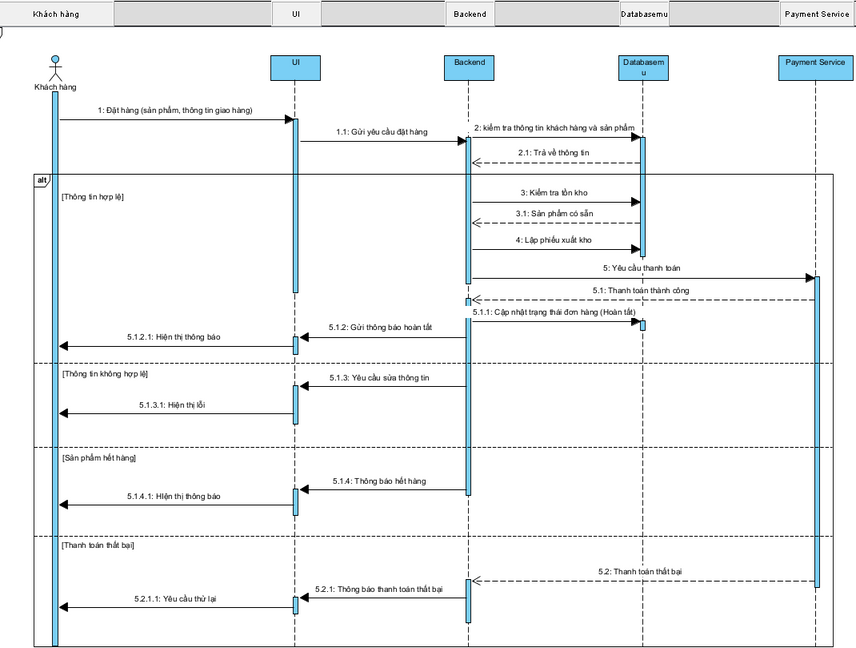 Khách hàng
UI
Backend
Databasemu
Payment Service
UI
Backend
Databasem
u
Payment Service
Khách hàng
1: Đặt hàng (sản phẩm, thông tin giao hàng)
1.1: Gửi yêu cầu đặt hàng
2: kiểm tra thông tin khách hàng và sản phẩm
2.1: Trả về thông tin
alt
[Thông tin hợp lệ]
3: Kiểm tra tồn kho
3.1: Sản phẩm có sẵn
4: Lập phiếu xuất kho
5: Yêu cầu thanh toán
5.1: Thanh toán thành công
5.1.1: Cập nhật trạng thái đơn hàng (Hoàn tất)
5.1.2: Gửi thông báo hoàn tất
5.1.2.1: Hiện thị thông báo
[Thông tin không hợp lệ]
5.1.3: Yêu cầu sửa thông tin
5.1.3.1: Hiện thị lỗi
[Sản phẩm hết hàng]
5.1.4: Thông báo hết hàng
5.1.4.1: HIện thị thông báo
[Thanh toán thất bại]
5.2: Thanh toán thất bại
5.2.1: Thông báo thanh toán thất bại
5.2.1.1: Yêu cầu thử lại